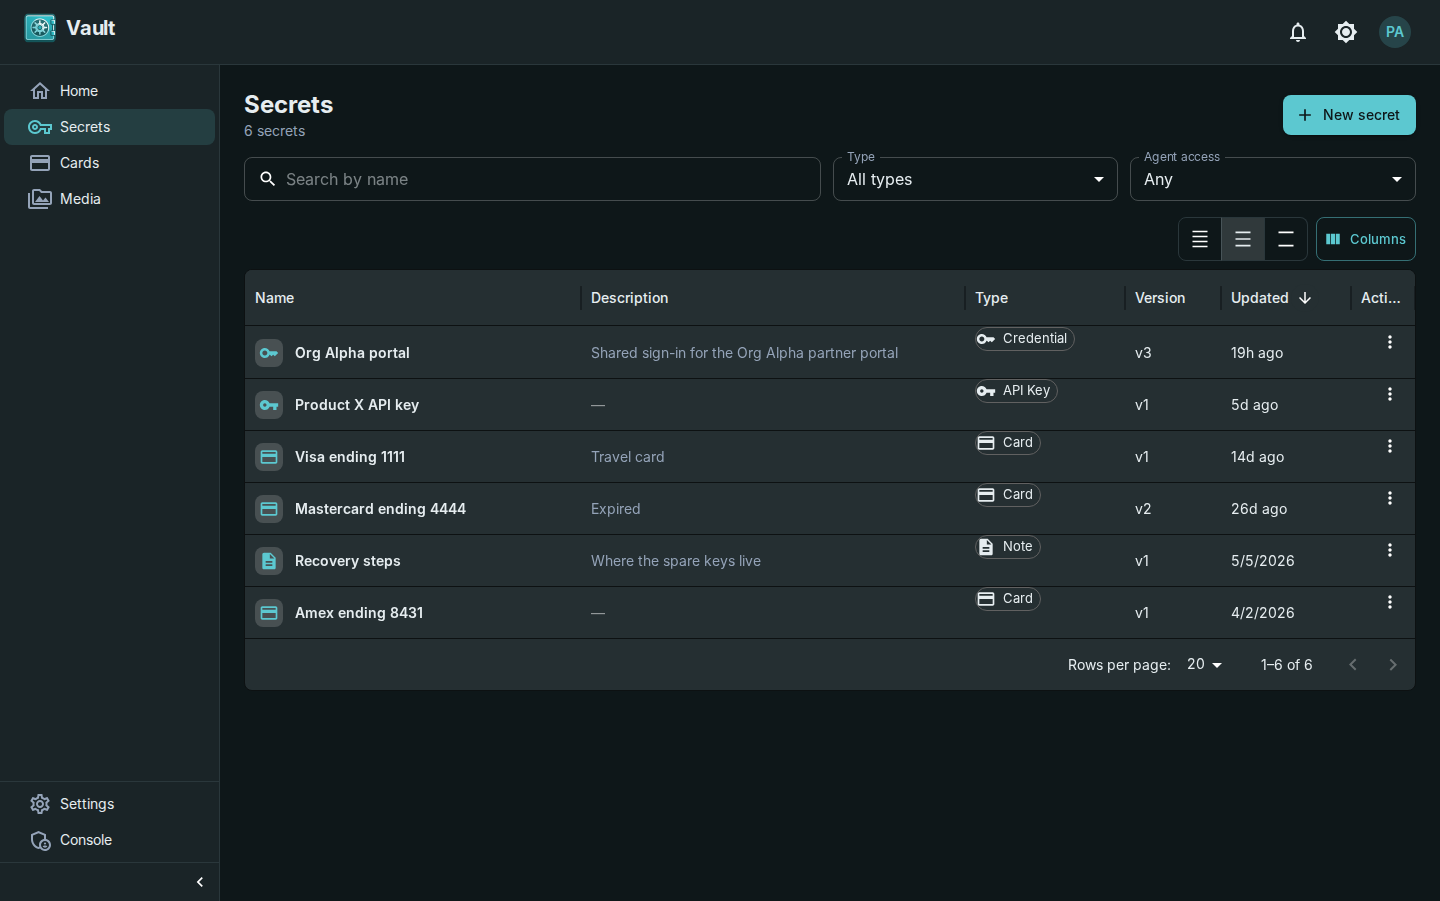 Vault
PA
Home
Secrets
Cards
Media
Settings
Console
Secrets
6 secrets
New secret
Search by name
Type
All types
Agent access
Any
Columns
Name Description Type Version Updated Acti...
Org Alpha portal Shared sign-in for the Org Alpha partner portal Credential v3 19h ago
Product X API key — API Key v1 5d ago
Visa ending 1111 Travel card Card v1 14d ago
Mastercard ending 4444 Expired Card v2 26d ago
Recovery steps Where the spare keys live Note v1 5/5/2026
Amex ending 8431 — Card v1 4/2/2026
Rows per page: 20 1–6 of 6